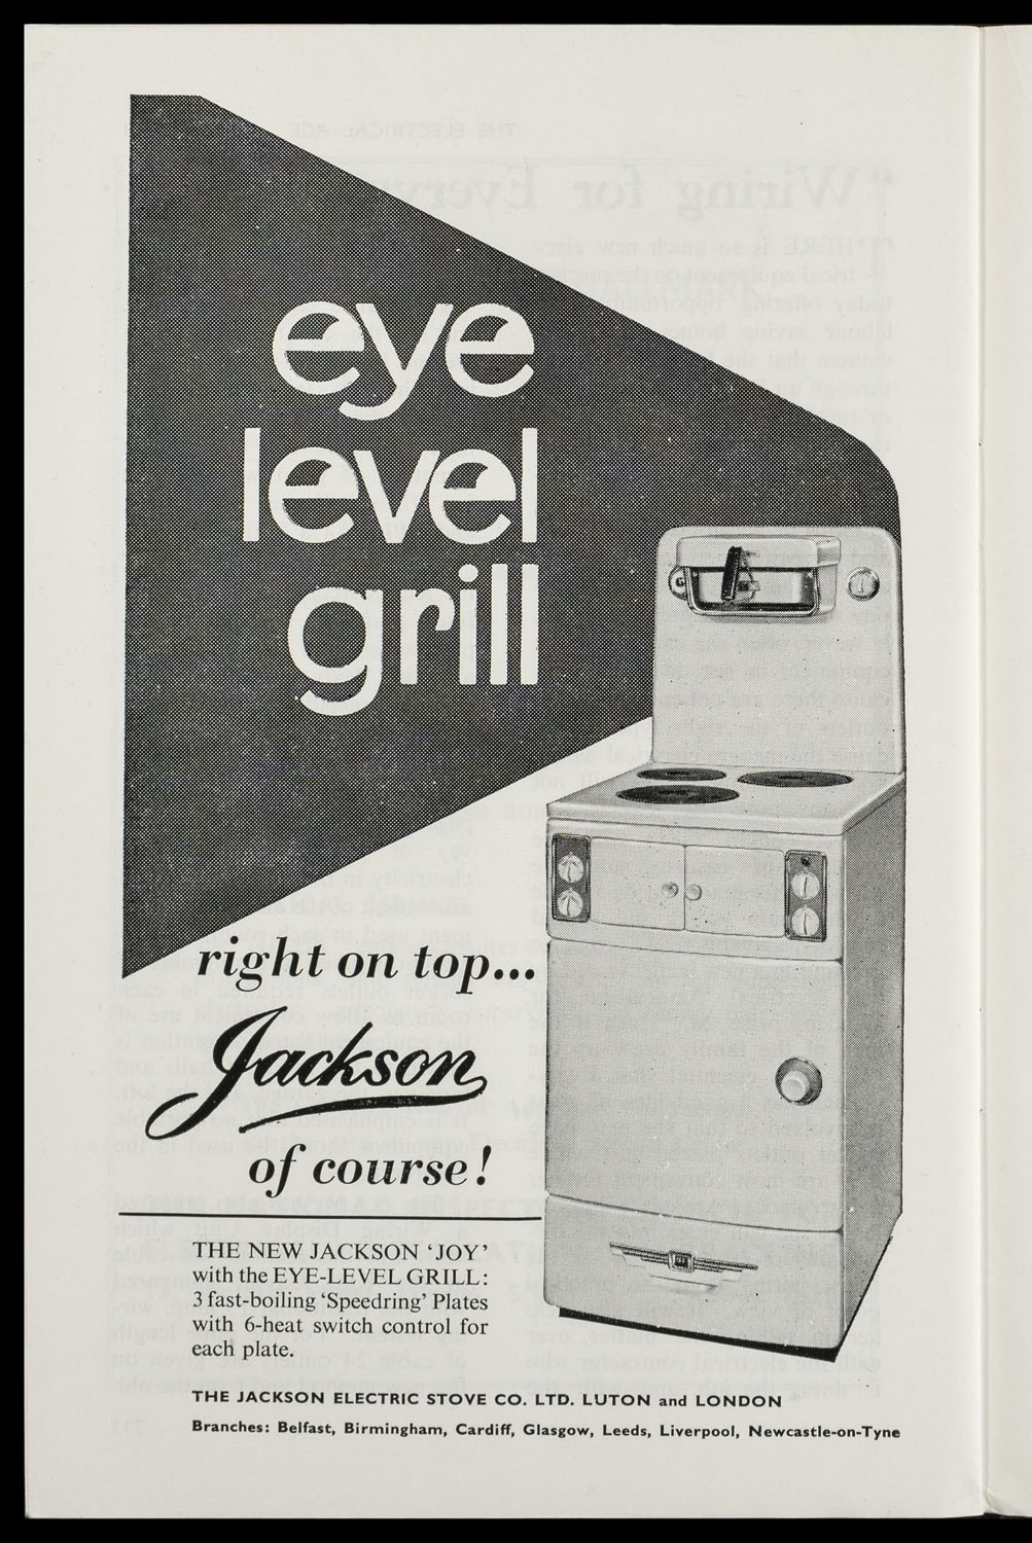 eye
level
grill
right on top...
Jackson
of course!
THE NEW JACKSON ‘JOY’
with the EYE-LEVEL GRILL:
3 fast-boiling ‘Speedring’ Plates
with 6-heat switch control for
each plate.
THE JACKSON ELECTRIC STOVE CO. LTD. LUTON and LONDON
Branches: Belfast, Birmingham, Cardiff, Glasgow, Leeds, Liverpool, Newcastle-on-Tyne